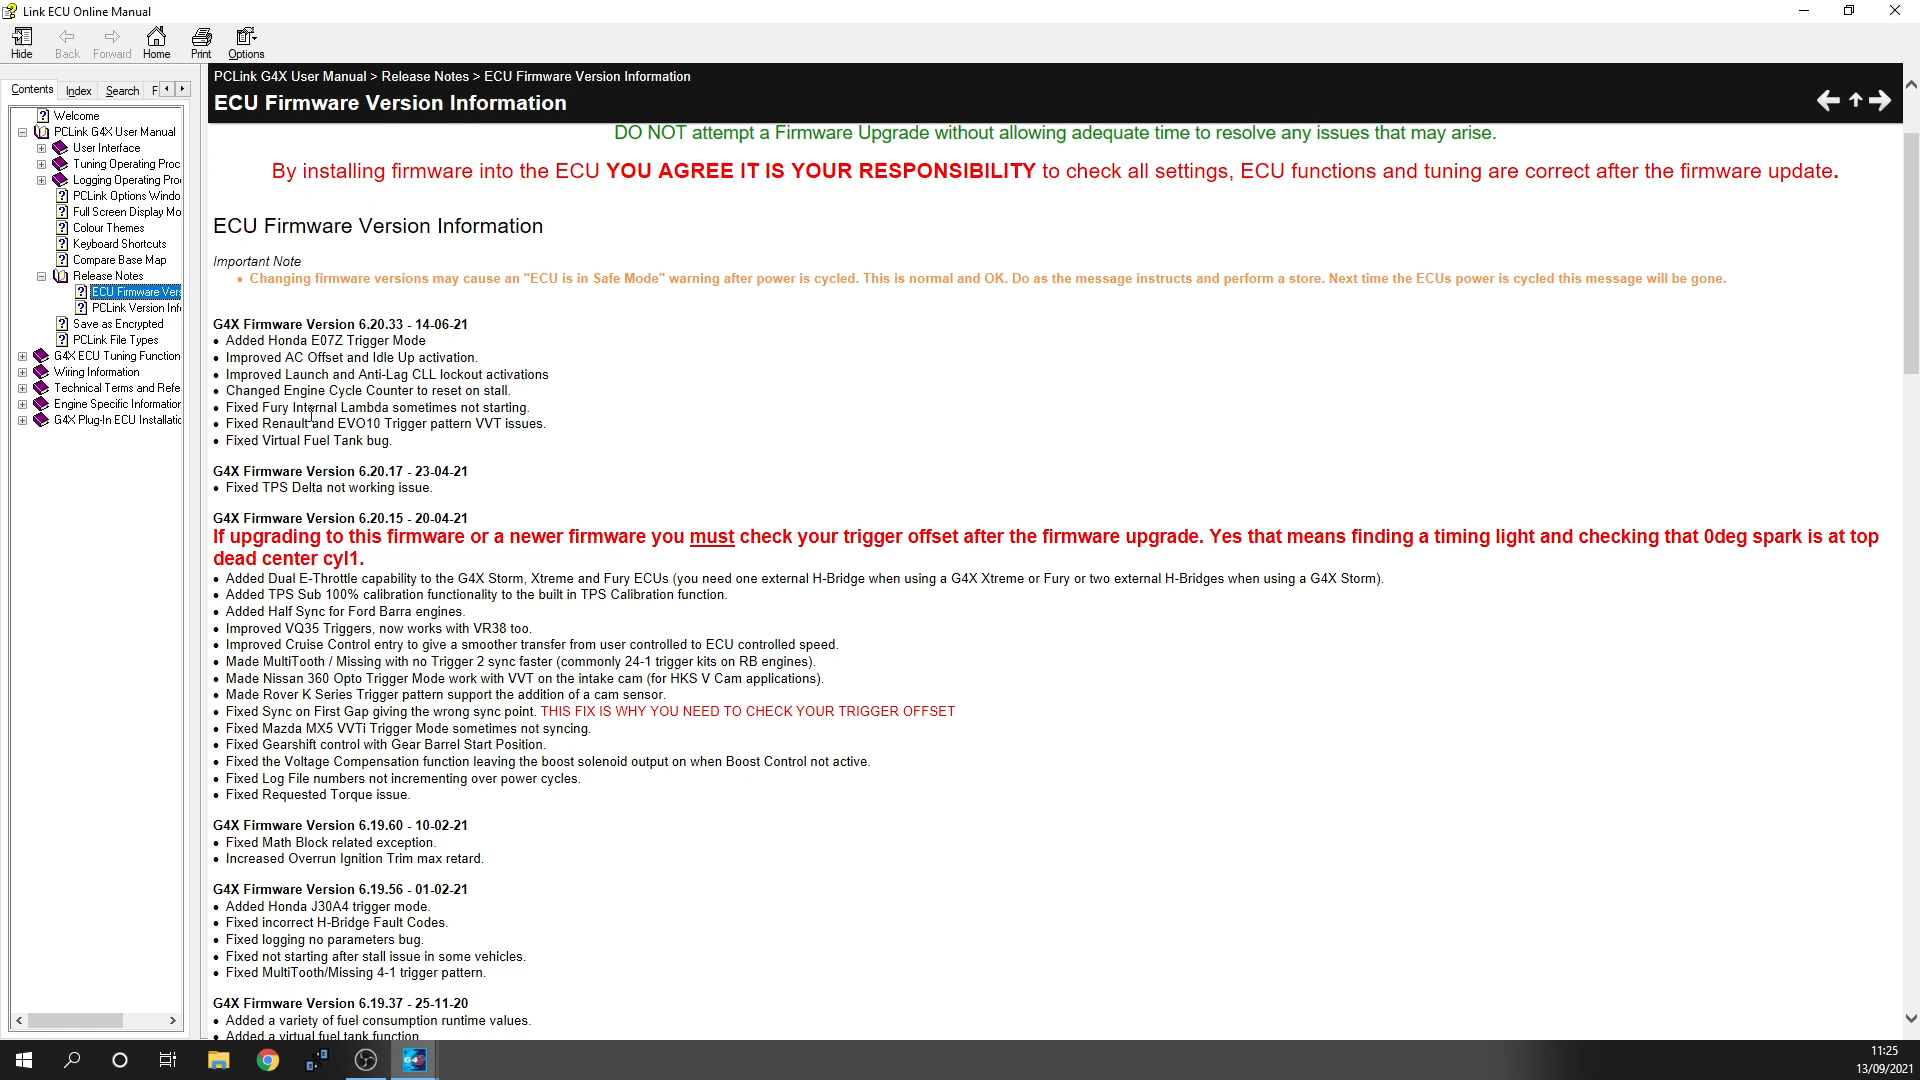 Link ECU Online Manual
Hide
Back
Forward
Home
Print
Options
Contents
Index
Search
F
Welcome
PCLink G4X User Manual
User Interface
Tuning Operating Proc
Logging Operating Pro
PCLink Options Windo
Full Screen Display Mo
Colour Themes
Keyboard Shortcuts
Compare Base Map
Release Notes
ECU Firmware Vers
PCLink Version Inf
Save as Encrypted
PCLink File Types
G4X ECU Tuning Function
Wiring Information
Technical Terms and Refe
Engine Specific Information
G4X Plug-In ECU Installatic
PCLink G4X User Manual > Release Notes > ECU Firmware Version Information
ECU Firmware Version Information
DO NOT attempt a Firmware Upgrade without allowing adequate time to resolve any issues that may arise.
By installing firmware into the ECU YOU AGREE IT IS YOUR RESPONSIBILITY to check all settings, ECU functions and tuning are correct after the firmware update.
ECU Firmware Version Information
Important Note
• Changing firmware versions may cause an "ECU is in Safe Mode" warning after power is cycled. This is normal and OK. Do as the message instructs and perform a store. Next time the ECUs power is cycled this message will be gone.
G4X Firmware Version 6.20.33 - 14-06-21
• Added Honda E07Z Trigger Mode
• Improved AC Offset and Idle Up activation.
• Improved Launch and Anti-Lag CLL lockout activations
• Changed Engine Cycle Counter to reset on stall.
• Fixed Fury Internal Lambda sometimes not starting.
• Fixed Renault and EVO10 Trigger pattern VVT issues.
• Fixed Virtual Fuel Tank bug.
G4X Firmware Version 6.20.17 - 23-04-21
• Fixed TPS Delta not working issue.
G4X Firmware Version 6.20.15 - 20-04-21
If upgrading to this firmware or a newer firmware you must check your trigger offset after the firmware upgrade. Yes that means finding a timing light and checking that 0deg spark is at top
dead center cyl1.
• Added Dual E-Throttle capability to the G4X Storm, Xtreme and Fury ECUs (you need one external H-Bridge when using a G4X Xtreme or Fury or two external H-Bridges when using a G4X Storm).
• Added TPS Sub 100% calibration functionality to the built in TPS Calibration function.
• Added Half Sync for Ford Barra engines.
• Improved VQ35 Triggers, now works with VR38 too.
• Improved Cruise Control entry to give a smoother transfer from user controlled to ECU controlled speed.
• Made MultiTooth / Missing with no Trigger 2 sync faster (commonly 24-1 trigger kits on RB engines).
• Made Nissan 360 Opto Trigger Mode work with VVT on the intake cam (for HKS V Cam applications).
• Made Rover K Series Trigger pattern support the addition of a cam sensor.
• Fixed Sync on First Gap giving the wrong sync point. THIS FIX IS WHY YOU NEED TO CHECK YOUR TRIGGER OFFSET
• Fixed Mazda MX5 VVTi Trigger Mode sometimes not syncing.
• Fixed Gearshift control with Gear Barrel Start Position.
• Fixed the Voltage Compensation function leaving the boost solenoid output on when Boost Control not active.
• Fixed Log File numbers not incrementing over power cycles.
• Fixed Requested Torque issue.
G4X Firmware Version 6.19.60 - 10-02-21
• Fixed Math Block related exception.
• Increased Overrun Ignition Trim max retard.
G4X Firmware Version 6.19.56 - 01-02-21
• Added Honda J30A4 trigger mode.
• Fixed incorrect H-Bridge Fault Codes.
• Fixed logging no parameters bug.
• Fixed not starting after stall issue in some vehicles.
• Fixed MultiTooth/Missing 4-1 trigger pattern.
G4X Firmware Version 6.19.37 - 25-11-20
• Added a variety of fuel consumption runtime values.
• Added a virtual fuel tank function
G4X
11:25
13/09/2021